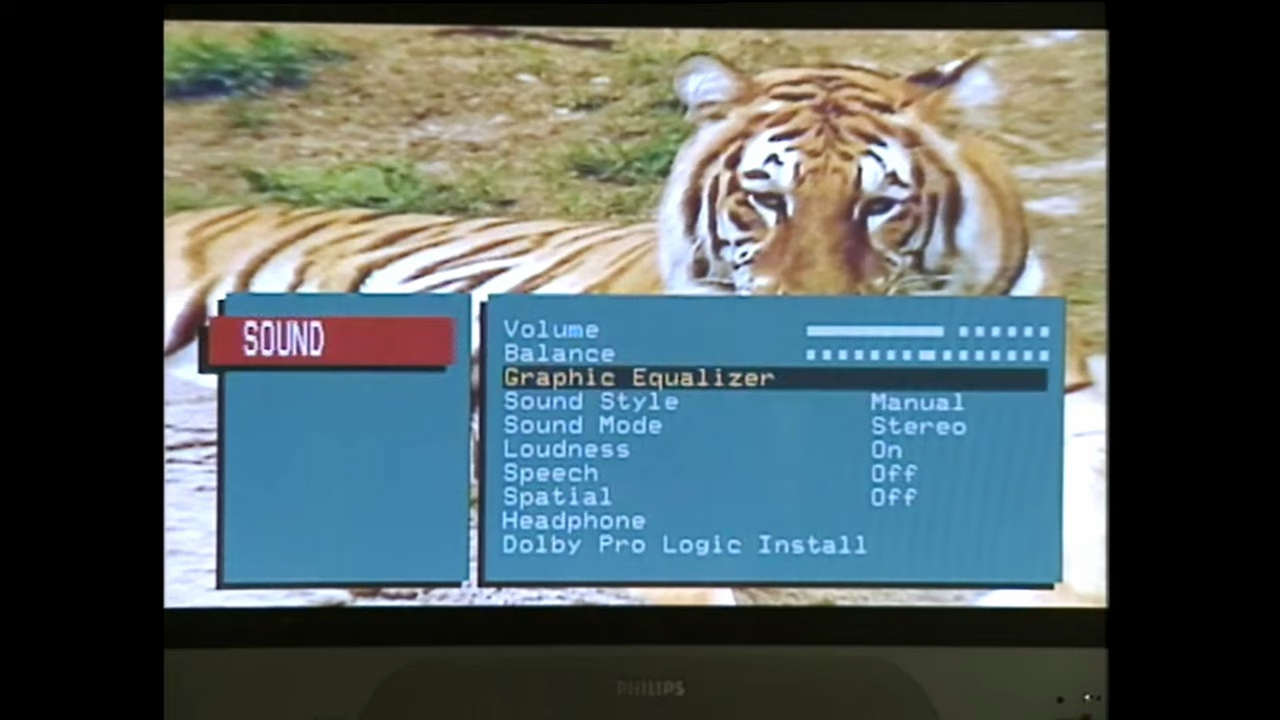 SOUND
Volume
Balance
Graphic Equalizer
Sound Style Manual
Sound Mode Stereo
Loudness On
Speech Off
Spatial Off
Headphone
Dolby Pro Logic Install
PHILIPS